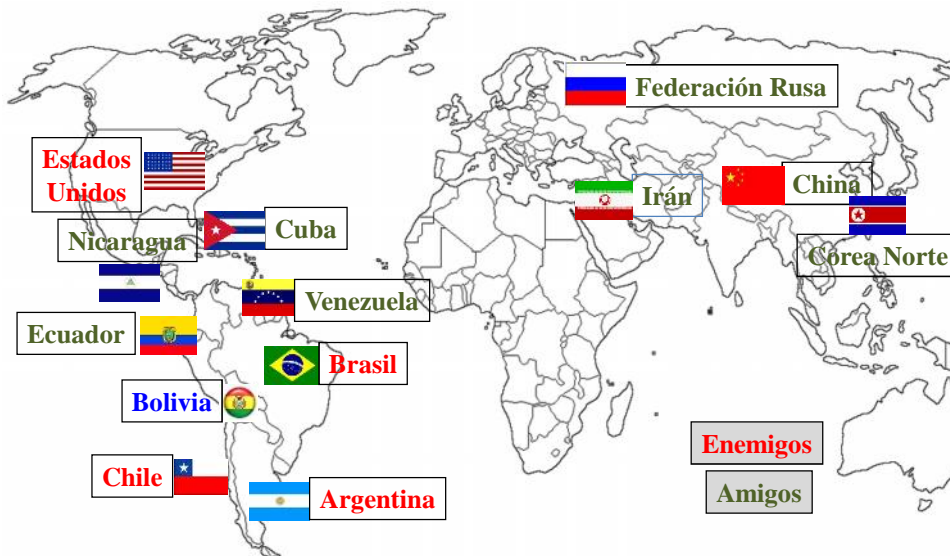 Federación Rusa
Estados
Unidos
Irán
China
Nicaragua
Cuba
Corea Norte
Venezuela
Ecuador
Brasil
Bolivia
Enemigos
Chile
Amigos
Argentina